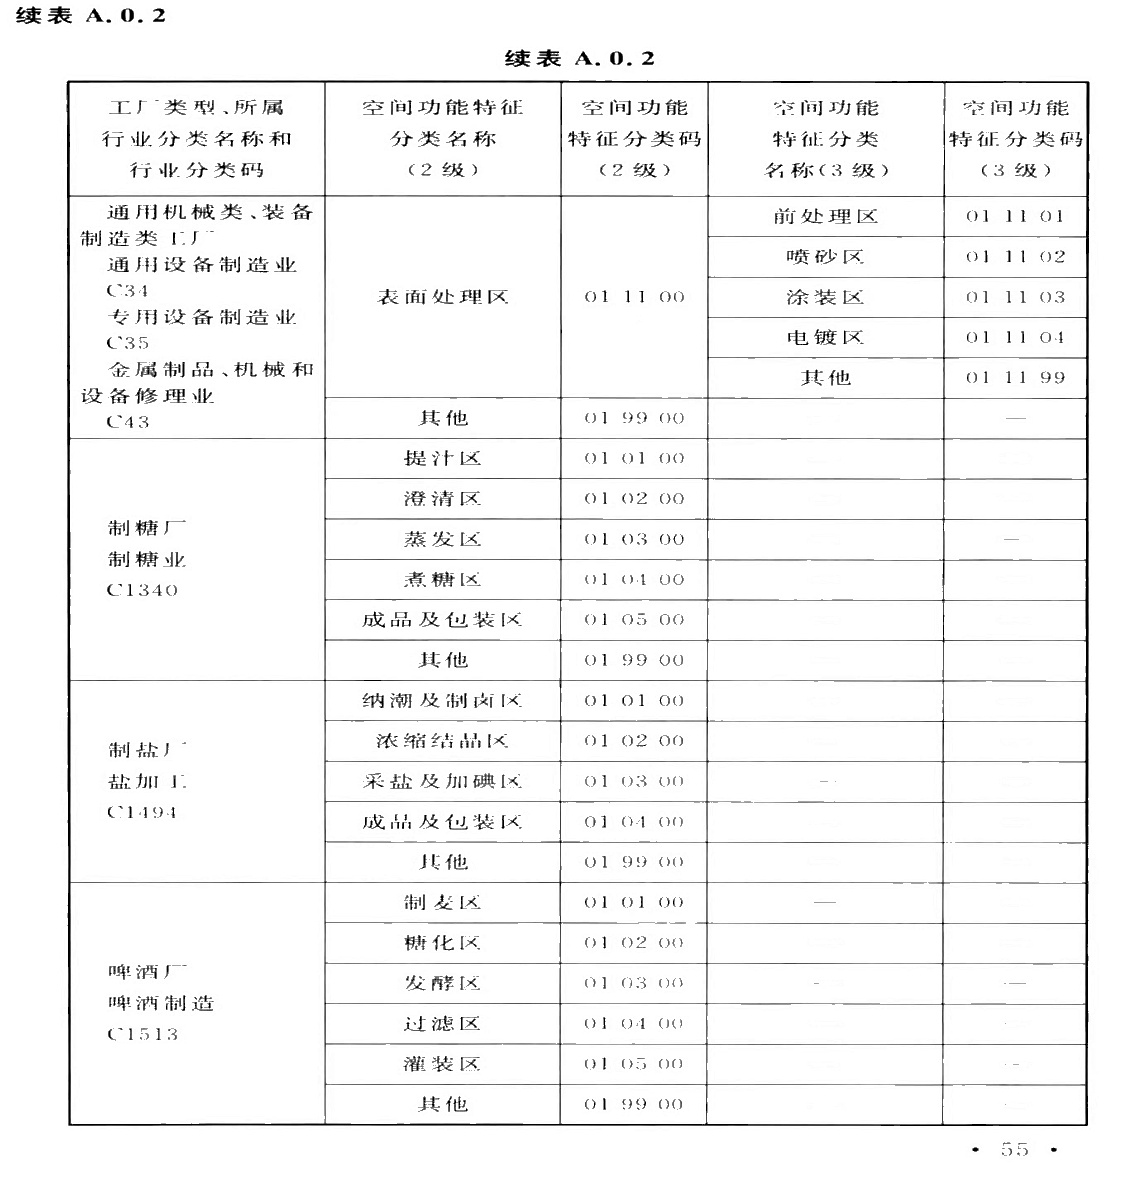 续表 A.0.2
续表 A.0.2
工厂类型、所属
行业分类名称和
行业分类码
空间功能特征
分类名称
(2 级)
空间功能
特征分类码
(2 级)
空间功能
特征分类
名称(3 级)
空间功能
特征分类码
(3 级)
通用机械类、装备
制造类工厂
通用设备制造业
C34
专用设备制造业
C35
金属制品、机械和
设备修理业
C43
表面处理区
01 11 00
前处理区
01 11 01
喷砂区
01 11 02
涂装区
01 11 03
电镀区
01 11 04
其他
01 11 99
其他
01 99 00
—
制糖厂
制糖业
C1340
提汁区
01 01 00
澄清区
01 02 00
蒸发区
01 03 00
—
煮糖区
01 04 00
成品及包装区
01 05 00
其他
01 99 00
制盐厂
盐加工
C1494
纳潮及制卤区
01 01 00
浓缩结晶区
01 02 00
采盐及加碘区
01 03 00
—
成品及包装区
01 04 00
其他
01 99 00
啤酒厂
啤酒制造
C1513
制麦区
01 01 00
—
糖化区
01 02 00
发酵区
01 03 00
-
—
过滤区
01 04 00
灌装区
01 05 00
—
其他
01 99 00
• 55 •